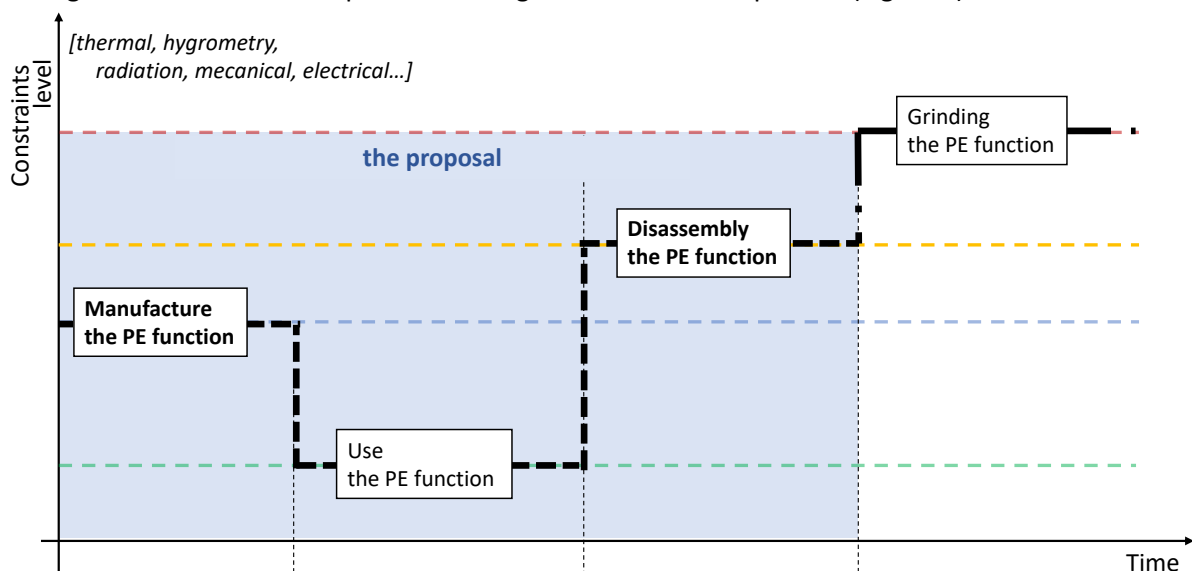 [thermal, hygrometry,
radiation, mecanical, electrical...]
Constraints
level
the proposal
Grinding
the PE function
Disassembly
the PE function
Manufacture
the PE function
Use
the PE function
Time